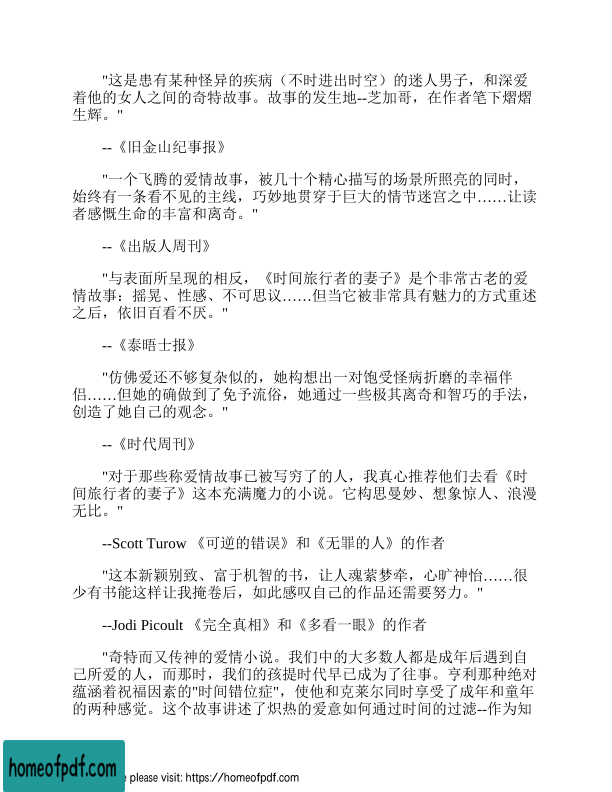 "这是患有某种怪异的疾病（不时进出时空）的迷人男子，和深爱
着他的女人之间的奇特故事。故事的发生地--芝加哥，在作者笔下熠熠
生辉。"
--《旧金山纪事报》
"一个飞腾的爱情故事，被几十个精心描写的场景所照亮的同时，
始终有一条看不见的主线，巧妙地贯穿于巨大的情节迷宫之中……让读
者感慨生命的丰富和离奇。"
--《出版人周刊》
"与表面所呈现的相反，《时间旅行者的妻子》是个非常古老的爱
情故事：摇晃、性感、不可思议……但当它被非常具有魅力的方式重述
之后，依旧百看不厌。"
--《泰晤士报》
"仿佛爱还不够复杂似的，她构想出一对饱受怪病折磨的幸福伴
侣……但她的确做到了免予流俗，她通过一些极其离奇和智巧的手法，
创造了她自己的观念。"
--《时代周刊》
"对于那些称爱情故事已被写穷了的人，我真心推荐他们去看《时
间旅行者的妻子》这本充满魔力的小说。它构思曼妙、想象惊人、浪漫
无比。"
--Scott Turow 《可逆的错误》和《无罪的人》的作者
"这本新颖别致、富于机智的书，让人魂萦梦牵，心旷神怡……很
少有书能这样让我掩卷后，如此感叹自己的作品还需要努力。"
--Jodi Picoult 《完全真相》和《多看一眼》的作者
"奇特而又传神的爱情小说。我们中的大多数人都是成年后遇到自
己所爱的人，而那时，我们的孩提时代早已成为了往事。亨利那种绝对
蕴涵着祝福因素的"时间错位症"，使他和克莱尔同时享受了成年和童年
的两种感觉。这个故事讲述了炽热的爱意如何通过时间的过滤--作为知
homeofpdf.com
e please visit: https://homeofpdf.com